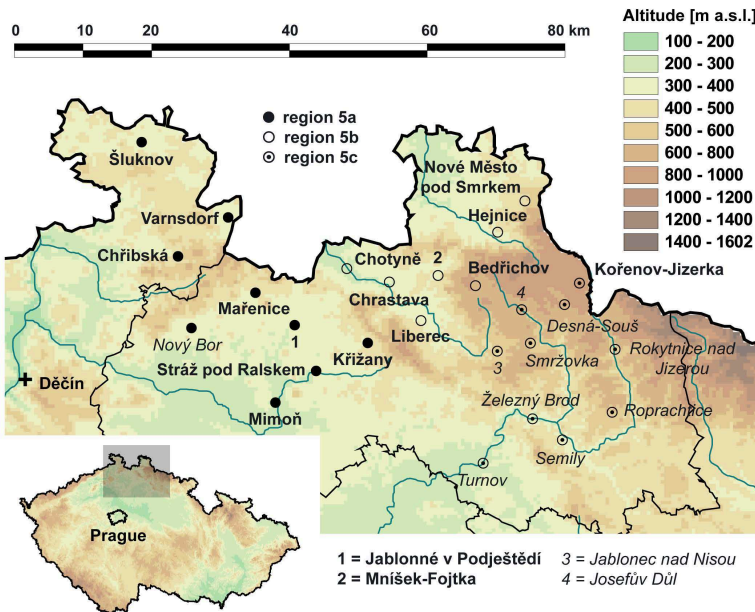 Altitude [m a.s.l.]
0 20 40 60 80 km
100 - 200
200 - 300
300 - 400
400 - 500
500 - 600
600 - 800
800 - 1000
1000 - 1200
1200 - 1400
1400 - 1602
region 5a
region 5b
region 5c
Šluknov
Nové Město
pod Smrkem
Varnsdorf
Hejnice
Chřibská
Chotyně
2
Bedřichov
Kořenov-Jizerka
Mařenice
Chrastava
4
Desná-Souš
Nový Bor
1
Liberec
Křižany
3
Smržovka
Rokytnice nad
Jizerou
Stráž pod Ralskem
Děčín
Mimoň
Železný Brod
Roprachtice
Semily
Turnov
Prague
1 = Jablonné v Podještědí
2 = Mníšek-Fojtka
3 = Jablonec nad Nisou
4 = Josefův Důl